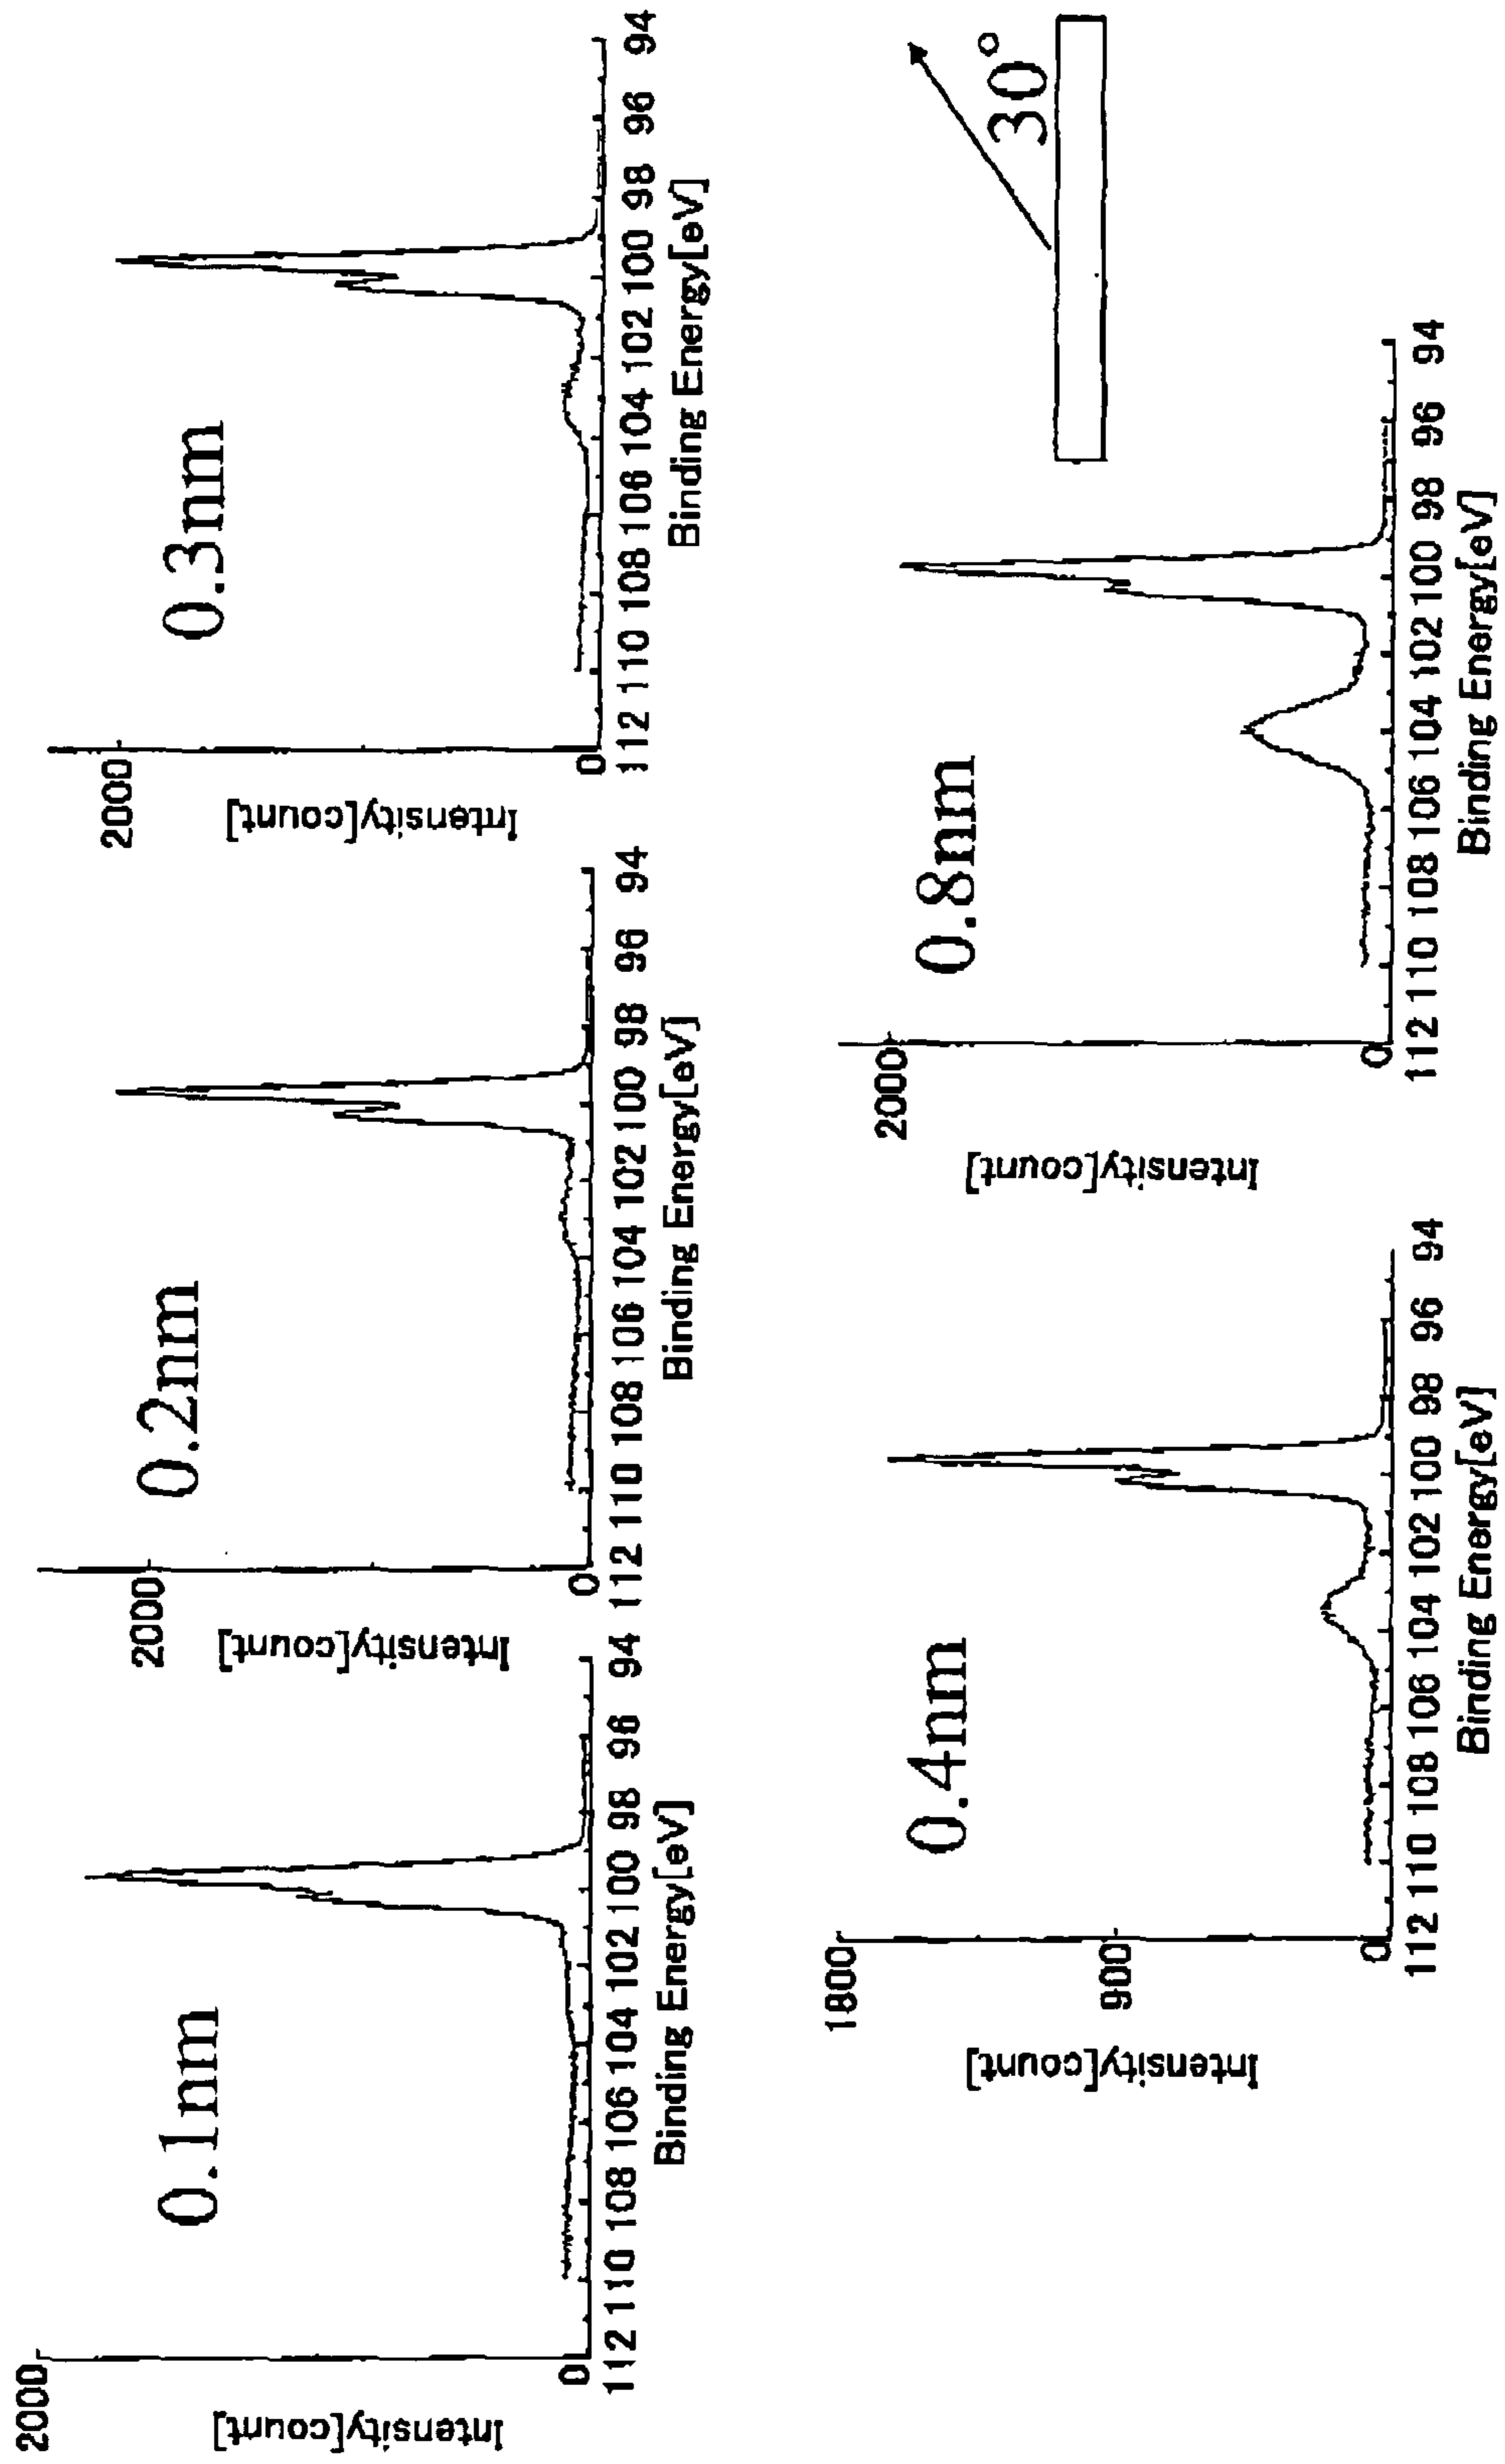 0.1nm
2000
0
Intensity[count]
112 110 108 106 104 102 100 98 96 94
Binding Energy[eV]
0.2nm
2000
0
Intensity[count]
112 110 108 106 104 102 100 98 96 94
Binding Energy[eV]
0.3nm
2000
0
Intensity[count]
112 110 108 106 104 102 100 98 96 94
Binding Energy[eV]
0.4nm
1800
900
0
Intensity[count]
112 110 108 106 104 102 100 98 96 94
Binding Energy[eV]
0.8nm
2000
0
Intensity[count]
112 110 108 106 104 102 100 98 96 94
Binding Energy[eV]
30°